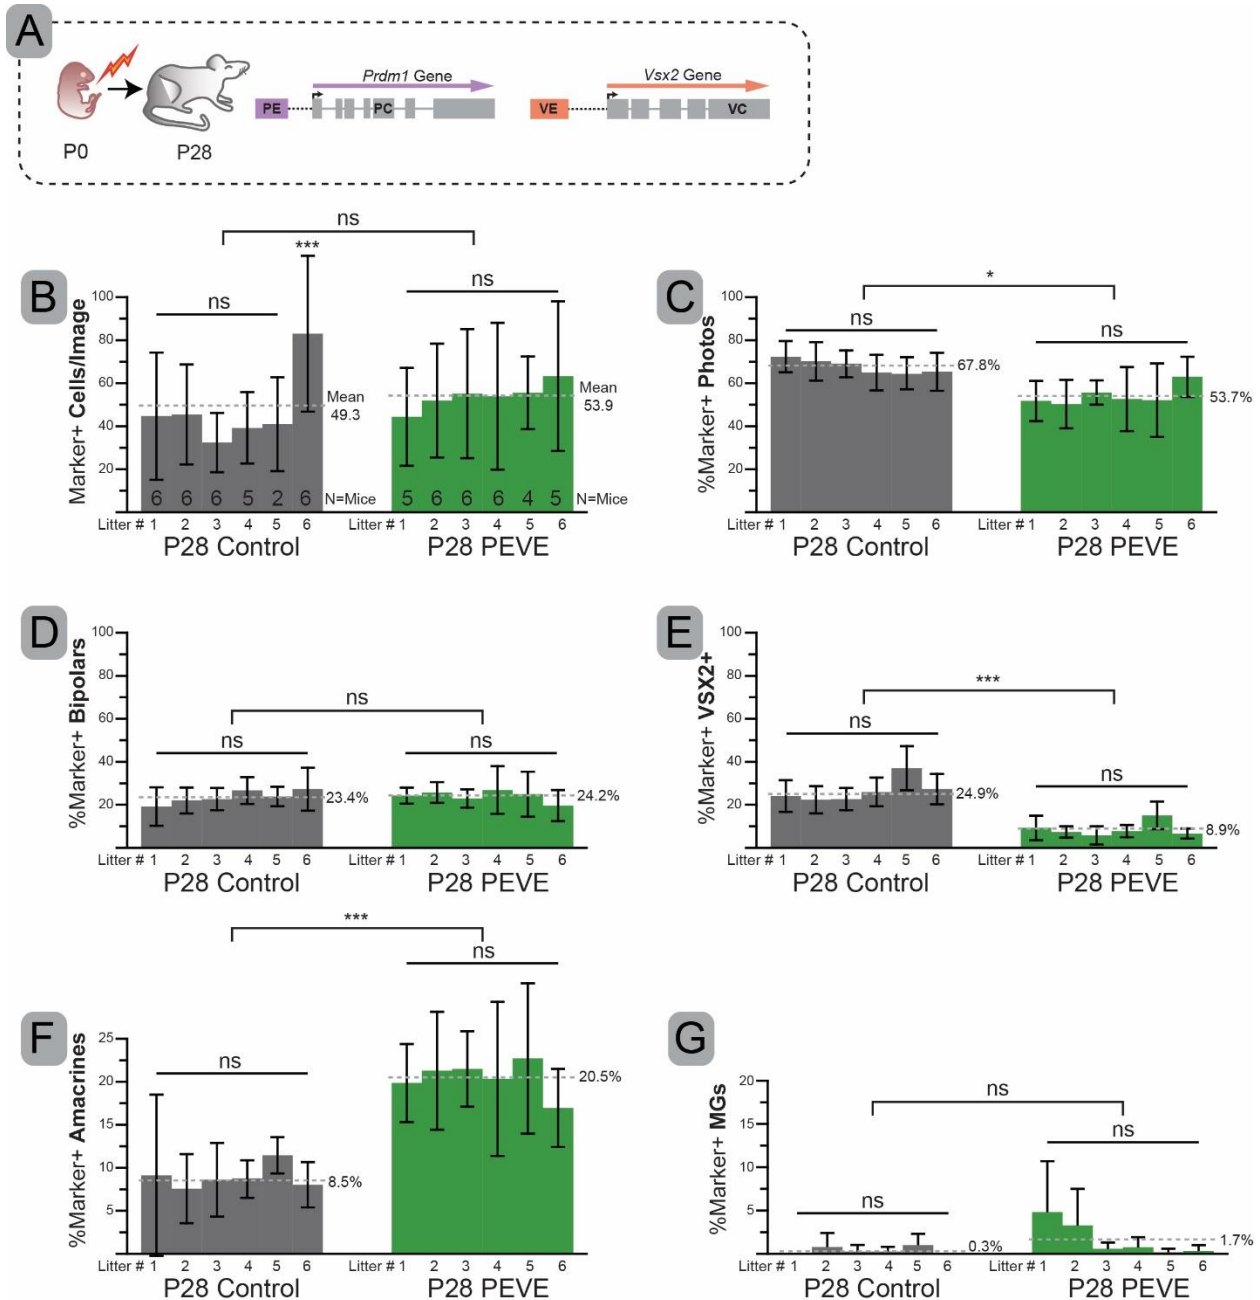 A
Prdm1 Gene
Vsx2 Gene
PE
PC
VE
VC
P0
P28
B
ns
***
ns
ns
Marker+ Cells/Image
100
80
60
40
20
Mean
49.3
Mean
53.9
6 6 6 5 2 6 N=Mice
5 6 6 6 4 5 N=Mice
Litter # 1 2 3 4 5 6
Litter # 1 2 3 4 5 6
P28 Control
P28 PEVE
C
*
ns
ns
%Marker+ Photos
100
80
60
40
20
67.8%
53.7%
Litter # 1 2 3 4 5 6
Litter # 1 2 3 4 5 6
P28 Control
P28 PEVE
D
ns
ns
ns
%Marker+ Bipolars
100
80
60
40
20
23.4%
24.2%
Litter # 1 2 3 4 5 6
Litter # 1 2 3 4 5 6
P28 Control
P28 PEVE
E
***
ns
ns
%Marker+ VSX2+
100
80
60
40
20
24.9%
8.9%
Litter # 1 2 3 4 5 6
Litter # 1 2 3 4 5 6
P28 Control
P28 PEVE
F
***
ns
ns
%Marker+ Amacrines
25
20
15
10
5
8.5%
20.5%
Litter # 1 2 3 4 5 6
Litter # 1 2 3 4 5 6
P28 Control
P28 PEVE
G
ns
ns
ns
%Marker+ MGs
20
15
10
5
0.3%
1.7%
Litter # 1 2 3 4 5 6
Litter # 1 2 3 4 5 6
P28 Control
P28 PEVE